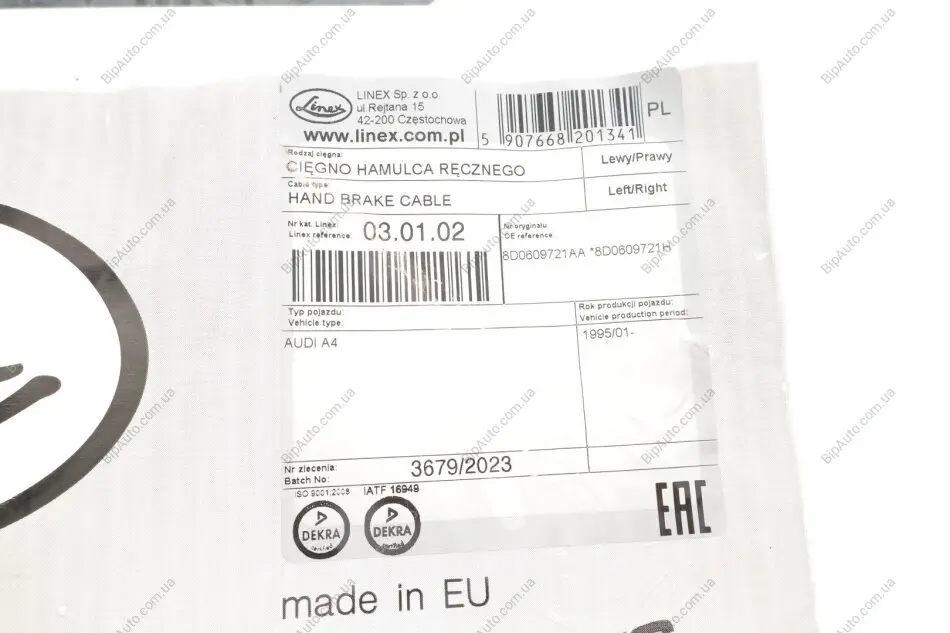 Linex
LINEX Sp. z o.o
ul. Rejtana 15
42-200 Częstochowa
www.linex.com.pl
5 907668 201341
PL
Rodzaj cięgna:
CIĘGNO HAMULCA RĘCZNEGO
Lewy/Prawy
Cable type:
HAND BRAKE CABLE
Left/Right
Nr kat. Linex
Linex reference
03.01.02
Nr oryginału
OE reference
8D0609721AA *8D0609721H
Typ pojazdu:
Vehicle type
Rok produkcji pojazdu:
Vehicle production period:
AUDI A4
1995/01-
Nr zlecenia:
Batch No:
3679/2023
ISO 9001:2008
IATF 16949
DEKRA
certified
DEKRA
certified
EAC
made in EU
BipAuto.com.ua